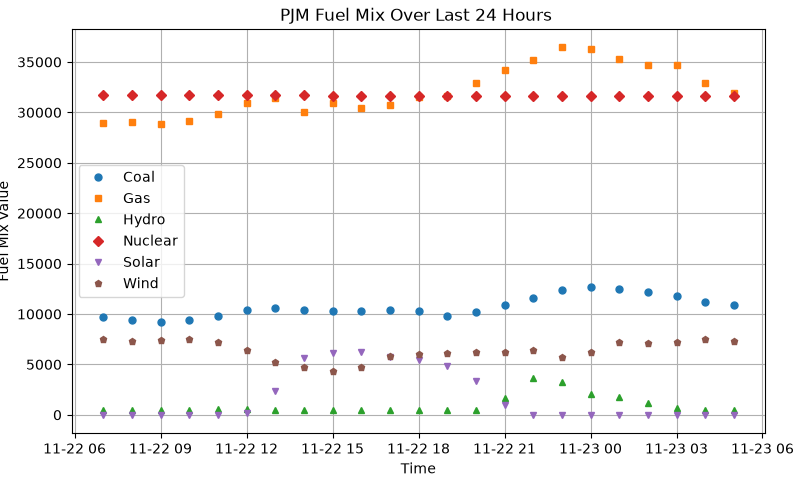 PJM Fuel Mix Over Last 24 Hours
35000
30000
25000
20000
15000
10000
5000
0
Fuel Mix Value
Coal
Gas
Hydro
Nuclear
Solar
Wind
11-22 06
11-22 09
11-22 12
11-22 15
11-22 18
11-22 21
11-23 00
11-23 03
11-23 06
Time